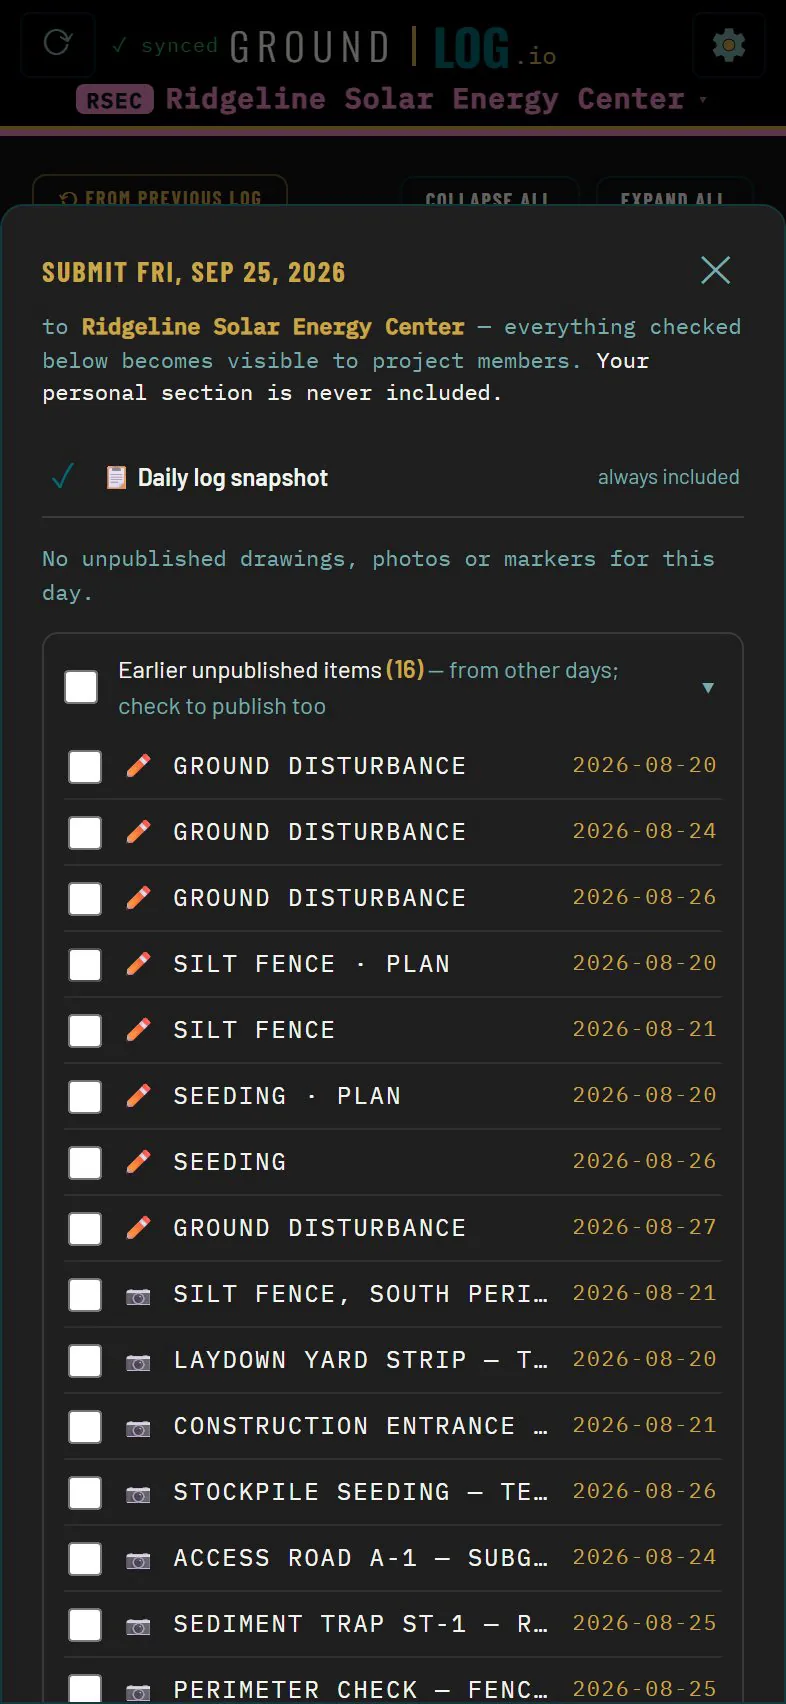 ✓ synced GROUND | LOG.io
RSEC Ridgeline Solar Energy Center ▾
FROM PREVIOUS LOG COLLAPSE ALL EXPAND ALL
SUBMIT FRI, SEP 25, 2026
to Ridgeline Solar Energy Center — everything checked
below becomes visible to project members. Your
personal section is never included.
✓ Daily log snapshot always included
No unpublished drawings, photos or markers for this
day.
Earlier unpublished items (16) — from other days; ▼
check to publish too
GROUND DISTURBANCE 2026-08-20
GROUND DISTURBANCE 2026-08-24
GROUND DISTURBANCE 2026-08-26
SILT FENCE · PLAN 2026-08-20
SILT FENCE 2026-08-21
SEEDING · PLAN 2026-08-20
SEEDING 2026-08-26
GROUND DISTURBANCE 2026-08-27
SILT FENCE, SOUTH PERI… 2026-08-21
LAYDOWN YARD STRIP — T… 2026-08-20
CONSTRUCTION ENTRANCE … 2026-08-21
STOCKPILE SEEDING — TE… 2026-08-26
ACCESS ROAD A-1 — SUBG… 2026-08-24
SEDIMENT TRAP ST-1 — R… 2026-08-25
PERIMETER CHECK — FENC… 2026-08-25